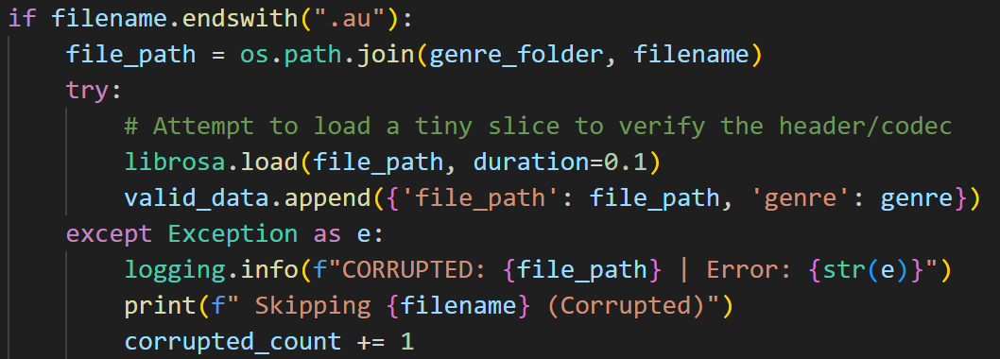 if filename.endswith(".au"):
    file_path = os.path.join(genre_folder, filename)
    try:
        # Attempt to load a tiny slice to verify the header/codec
        librosa.load(file_path, duration=0.1)
        valid_data.append({'file_path': file_path, 'genre': genre})
    except Exception as e:
        logging.info(f"CORRUPTED: {file_path} | Error: {str(e)}")
        print(f" Skipping {filename} (Corrupted)")
        corrupted_count += 1